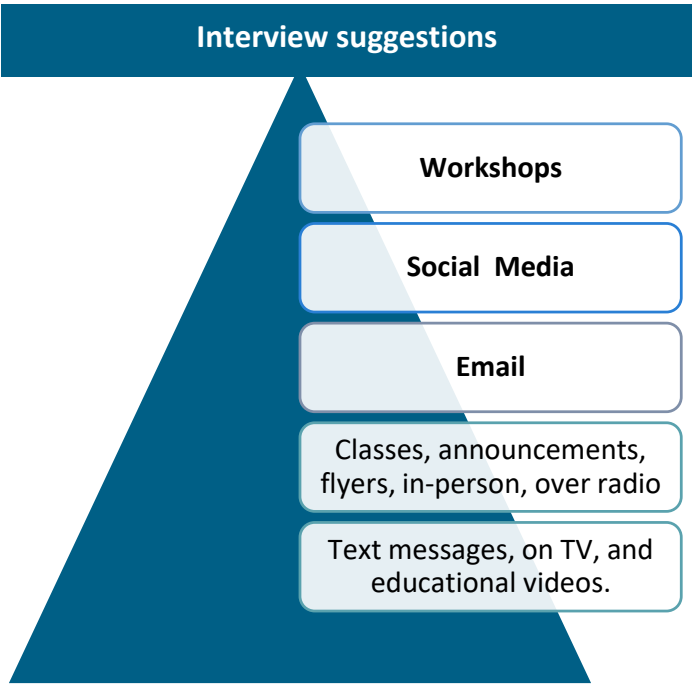 Interview suggestions
Workshops
Social Media
Email
Classes, announcements,
flyers, in-person, over radio
Text messages, on TV, and
educational videos.